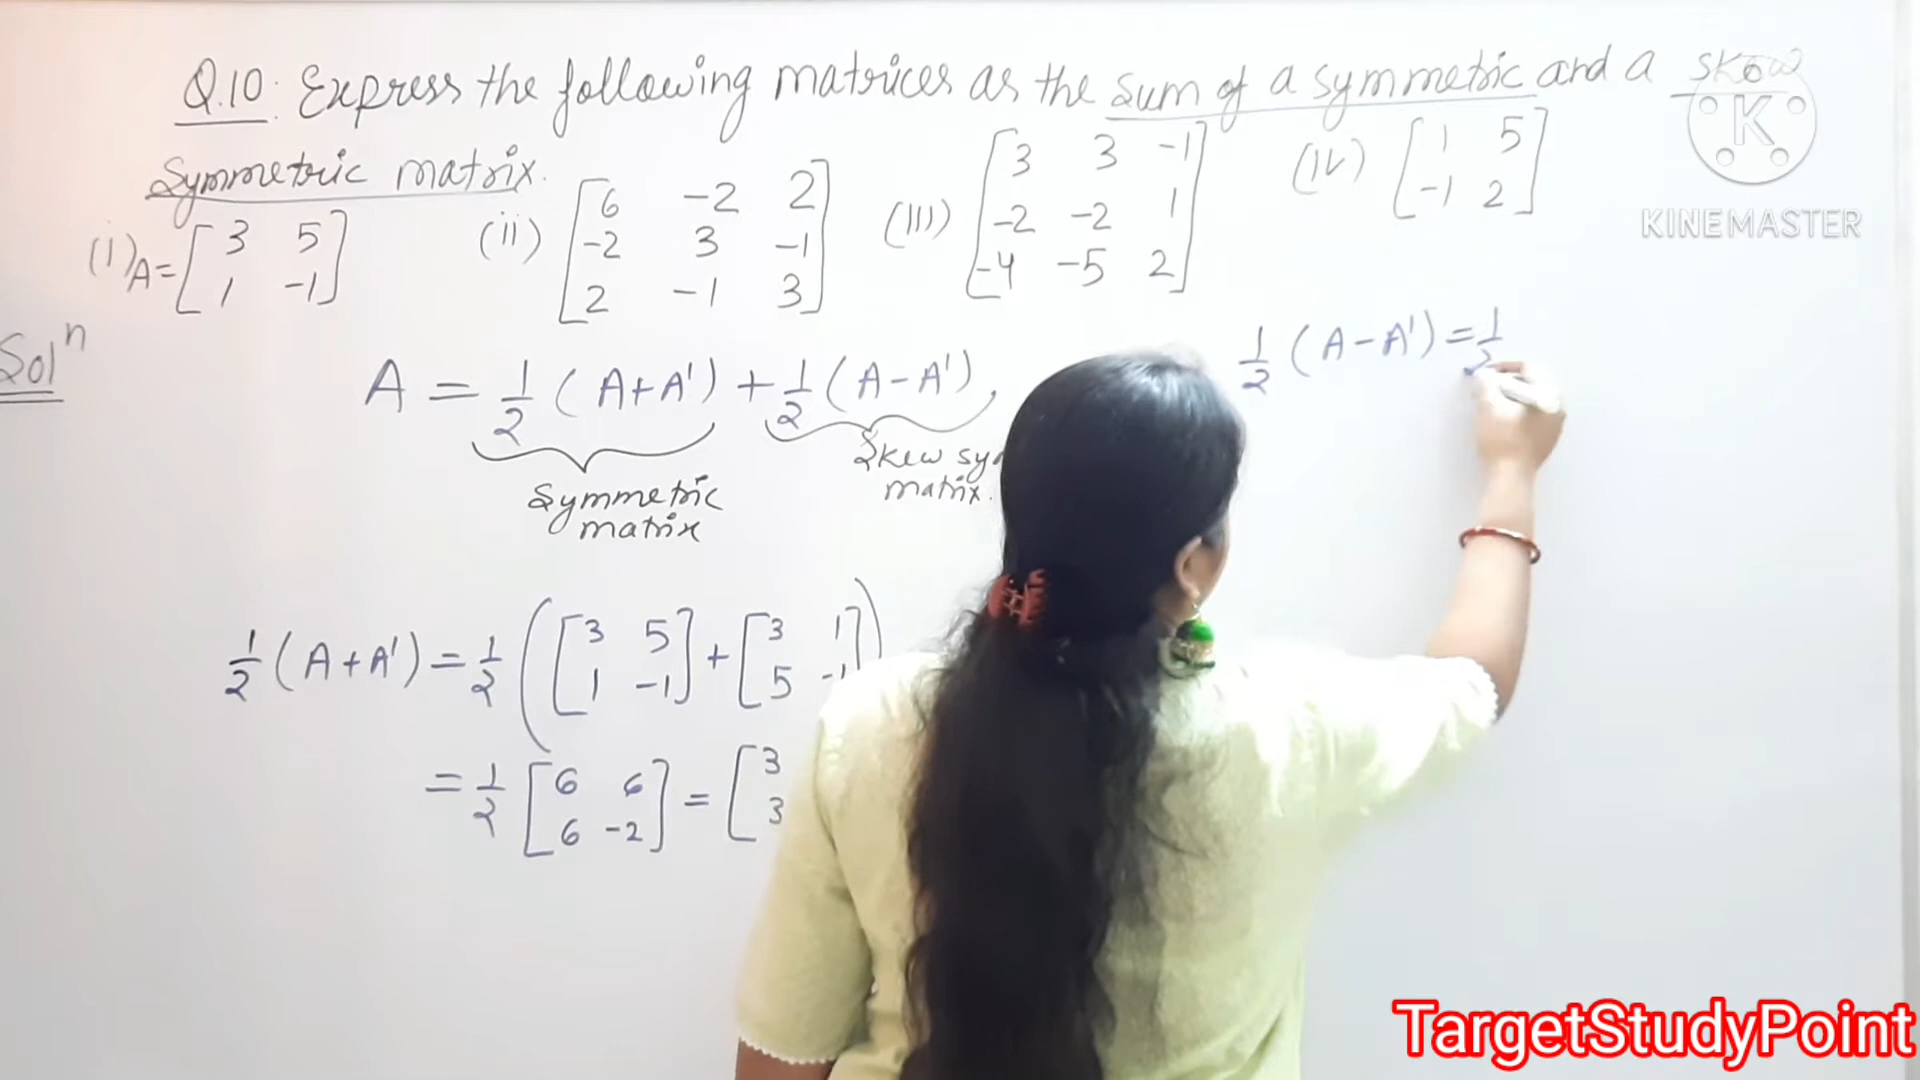 Q.10: Express the following matrices as the sum of a symmetric and a skew
Symmetric matrix.
(i) A = [3 5
1 -1]
(ii) [6 -2 2
-2 3 -1
2 -1 3]
(iii) [3 3 -1
-2 -2 1
-4 -5 2]
(iv) [1 5
-1 2]
K
KINEMASTER
Solⁿ
A = 1/2 (A+A') + 1/2 (A-A'),
Symmetric
matrix
Skew
matrix.
1/2 (A+A') = 1/2 ([3 5
1 -1] + [3 1
5 -1])
= 1/2 [6 6
6 -2] = [3
3
1/2 (A-A') = 1/2
TargetStudyPoint